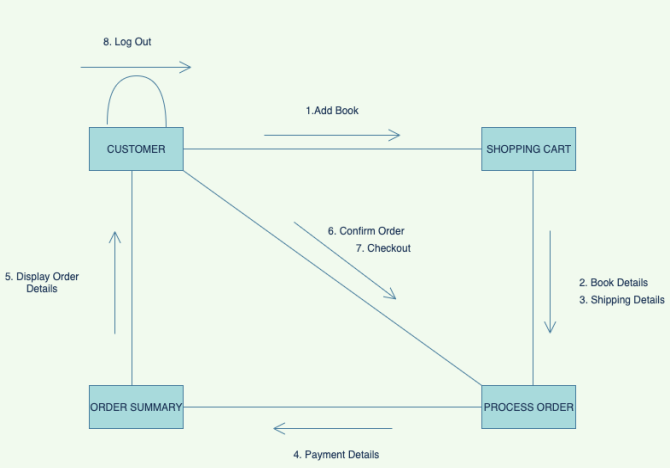 8. Log Out
1.Add Book
CUSTOMER
SHOPPING CART
6. Confirm Order
7. Checkout
5. Display Order
Details
2. Book Details
3. Shipping Details
ORDER SUMMARY
PROCESS ORDER
4. Payment Details